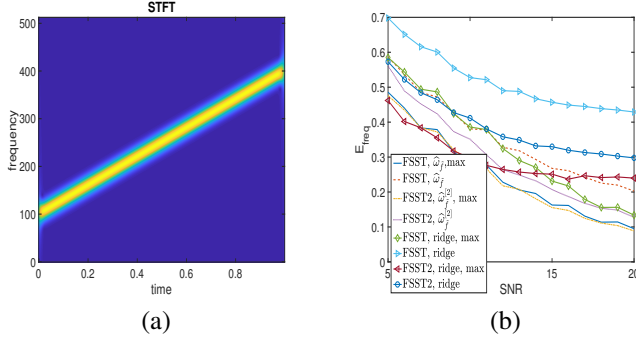 STFT
500
400
300
200
100
0
0 0.2 0.4 0.6 0.8
frequency
time
(a)
0.7
0.6
0.5
0.4
0.3
0.2
0.1
0
5 10 15 20
E_freq
SNR
FSST, ω̂_f̃,max
FSST, ω̂_f̃
FSST2, ω̂_f̃^[2], max
FSST2, ω̂_f̃^[2]
FSST, ridge, max
FSST, ridge
FSST2, ridge, max
FSST2, ridge
(b)